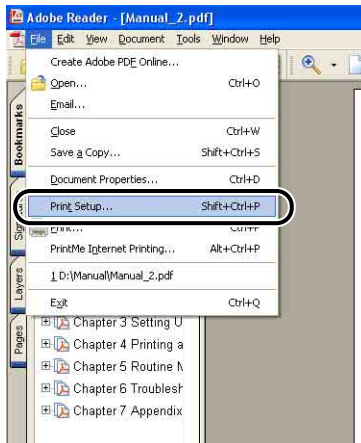 Adobe Reader - [Manual_2.pdf]
File Edit View Document Tools Window Help
Create Adobe PDF Online...
Open... Ctrl+O
Email...
Close Ctrl+W
Save a Copy... Shift+Ctrl+S
Document Properties... Ctrl+D
Print Setup... Shift+Ctrl+P
Print... Ctrl+P
PrintMe Internet Printing... Alt+Ctrl+P
1 D:\Manual\Manual_2.pdf
Exit Ctrl+Q
Bookmarks
Layers
Pages
Chapter 3 Setting U
Chapter 4 Printing a
Chapter 5 Routine M
Chapter 6 Troublesh
Chapter 7 Appendix